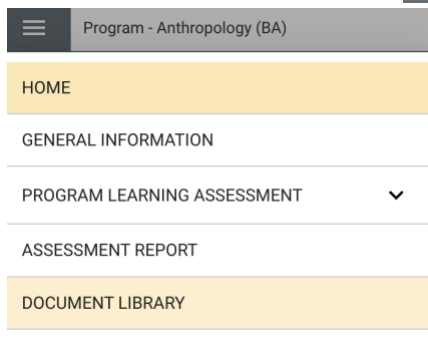 Program - Anthropology (BA)
HOME
GENERAL INFORMATION
PROGRAM LEARNING ASSESSMENT
ASSESSMENT REPORT
DOCUMENT LIBRARY